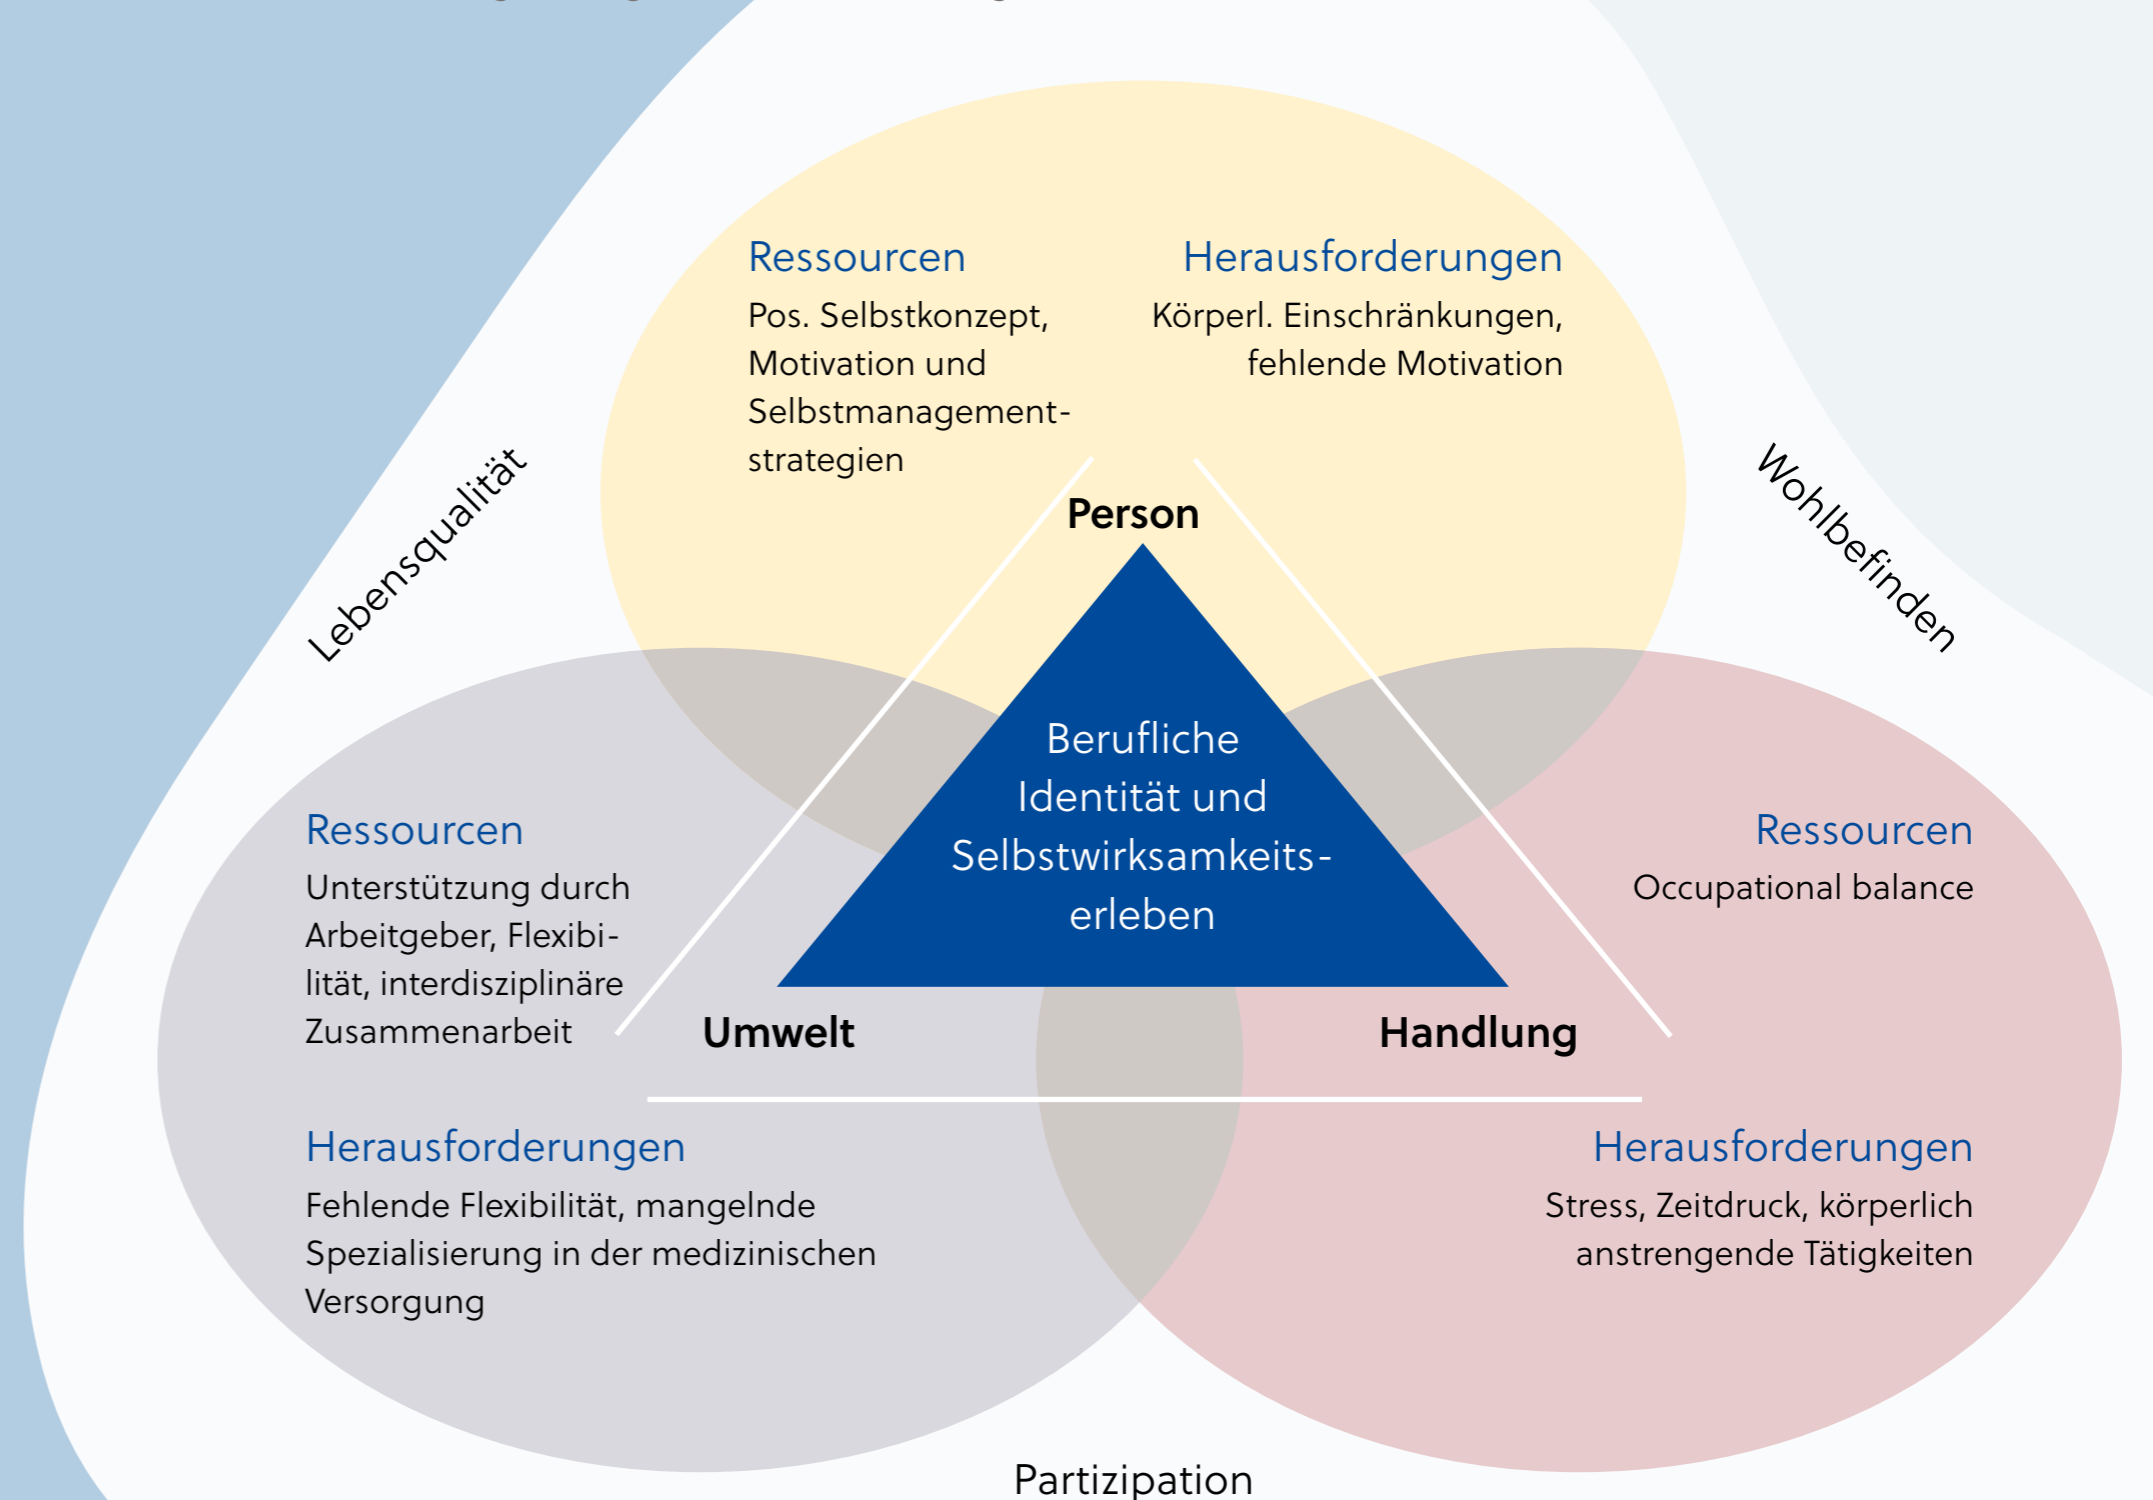 Ressourcen
Pos. Selbstkonzept,
Motivation und
Selbstmanagement-
strategien
Herausforderungen
Körperl. Einschränkungen,
fehlende Motivation
Lebensqualität
Wohlbefinden
Person
Berufliche
Identität und
Selbstwirksamkeits-
erleben
Ressourcen
Unterstützung durch
Arbeitgeber, Flexibi-
lität, interdisziplinäre
Zusammenarbeit
Ressourcen
Occupational balance
Umwelt
Handlung
Herausforderungen
Fehlende Flexibilität, mangelnde
Spezialisierung in der medizinischen
Versorgung
Herausforderungen
Stress, Zeitdruck, körperlich
anstrengende Tätigkeiten
Partizipation